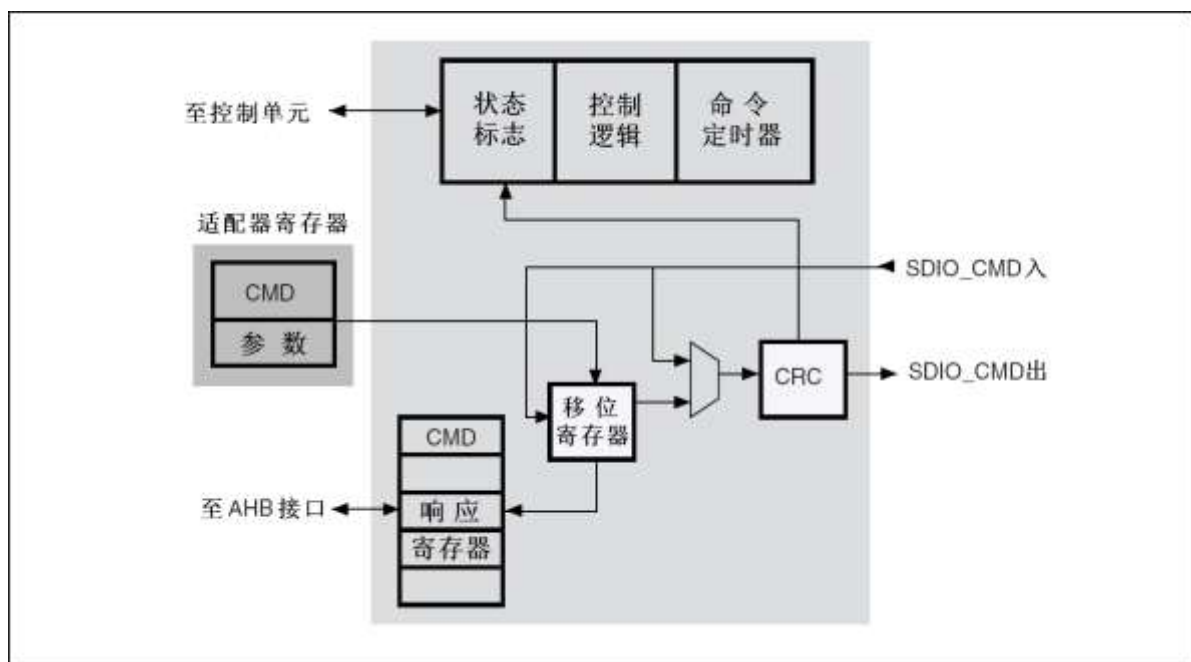 至控制单元
状态
标志
控制
逻辑
命令
定时器
适配器寄存器
CMD
参数
SDIO_CMD入
SDIO_CMD出
CRC
移位
寄存器
CMD
响应
寄存器
至AHB接口